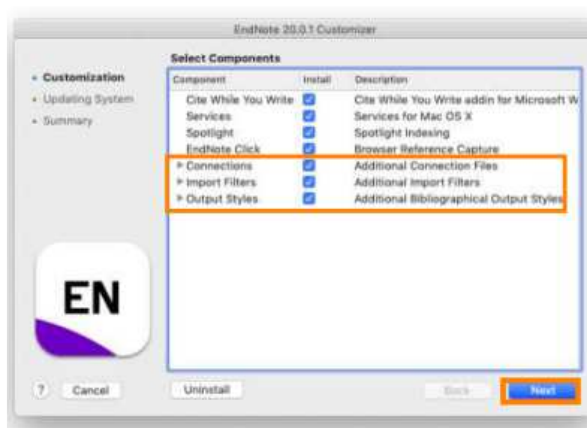 EndNote 20.0.1 Customizer
Select Components
Customization
Updating System
Summary
Component Install Description
Cite While You Write Cite While You Write addin for Microsoft W
Services Services for Mac OS X
Spotlight Spotlight Indexing
EndNote Click Browser Reference Capture
Connections Additional Connection Files
Import Filters Additional Import Filters
Output Styles Additional Bibliographical Output Styles
EN
? Cancel Uninstall Back Next